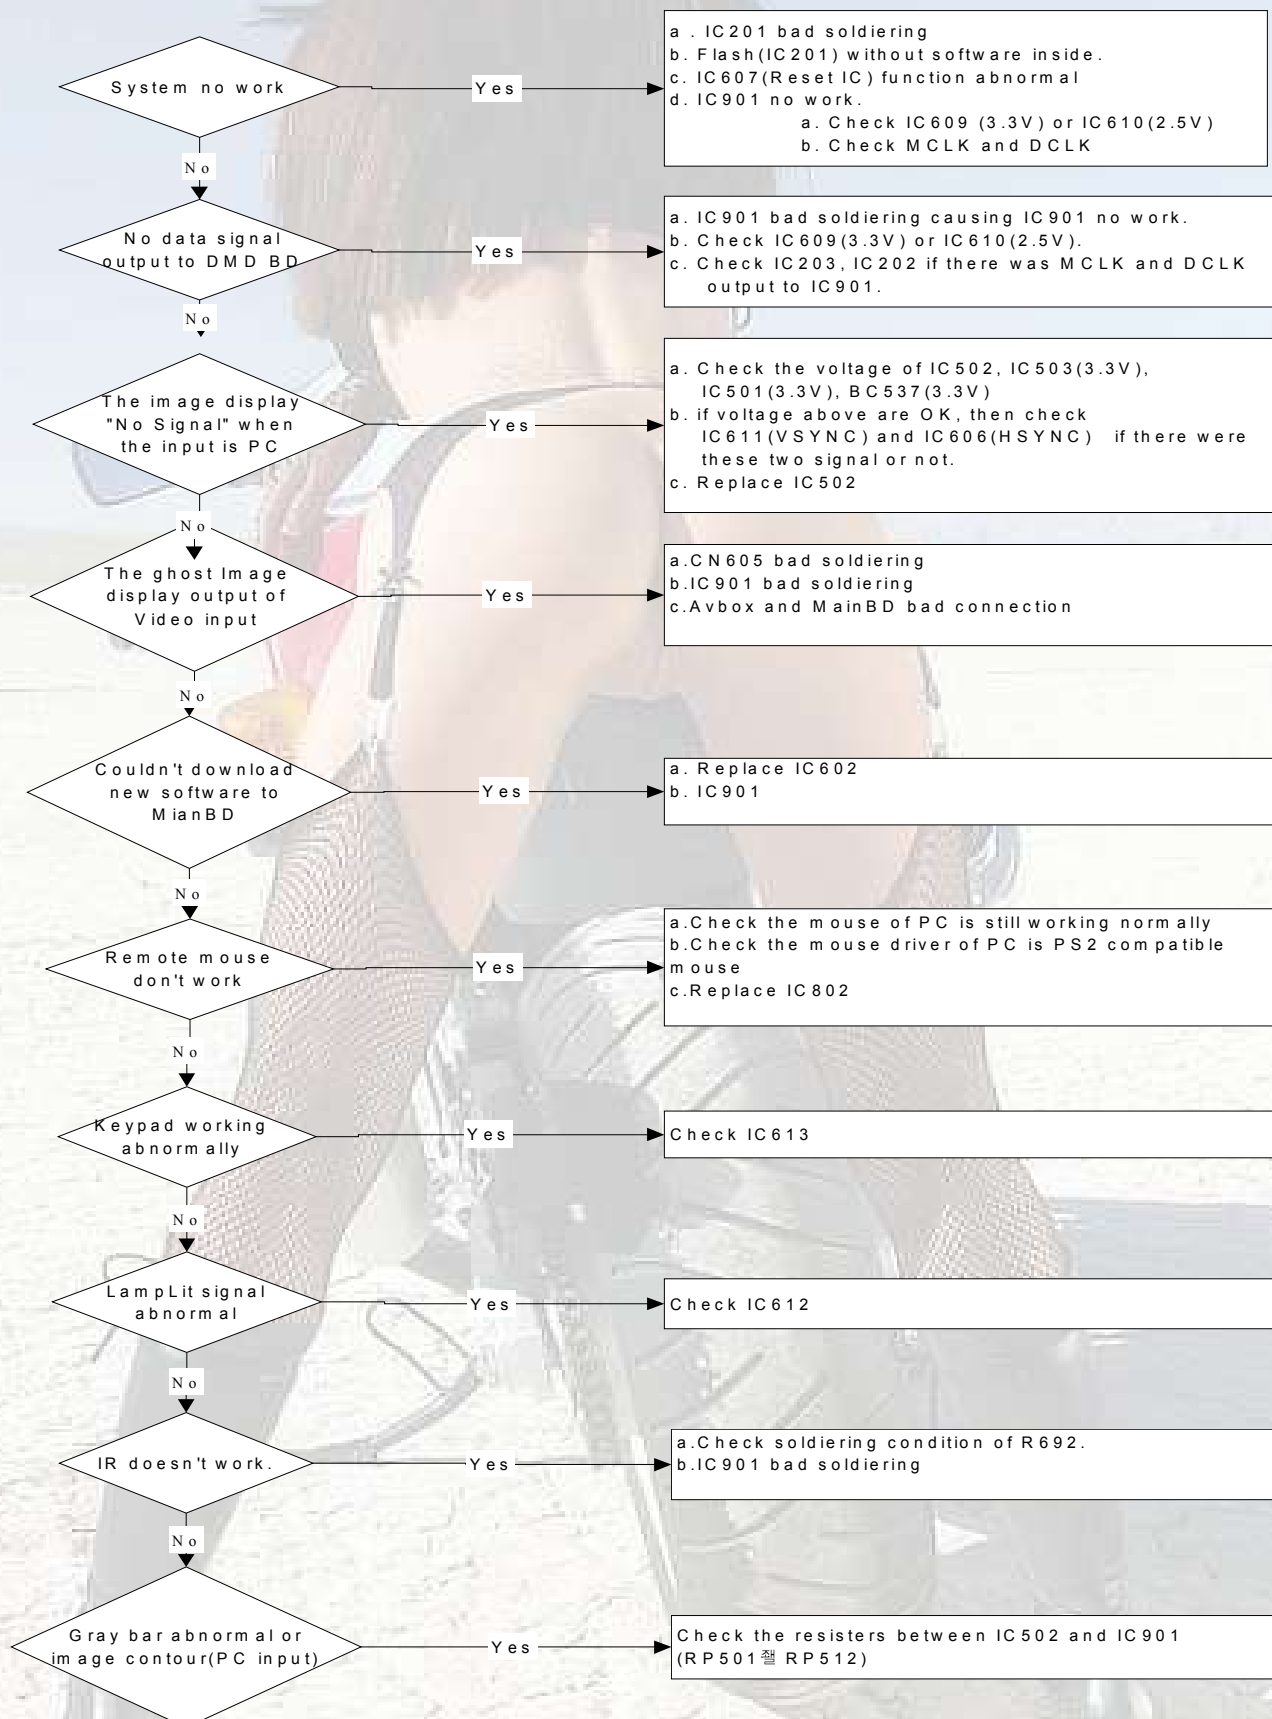 System no work
Yes
a . IC201 bad soldiering
b. Flash(IC201) without software inside.
c. IC607(Reset IC) function abnormal
d. IC901 no work.
a. Check IC609 (3.3V) or IC610(2.5V)
b. Check MCLK and DCLK
No
No data signal
output to DMD BD
Yes
a. IC901 bad soldiering causing IC901 no work.
b. Check IC609(3.3V) or IC610(2.5V).
c. Check IC203, IC202 if there was MCLK and DCLK
output to IC901.
No
The image display
"No Signal" when
the input is PC
Yes
a. Check the voltage of IC502, IC503(3.3V),
IC501(3.3V), BC537(3.3V)
b. if voltage above are OK, then check
IC611(VSYNC) and IC606(HSYNC) if there were
these two signal or not.
c. Replace IC502
No
The ghost Image
display output of
Video input
Yes
a.CN605 bad soldiering
b.IC901 bad soldiering
c.Avbox and MainBD bad connection
No
Couldn't download
new software to
MianBD
Yes
a. Replace IC602
b. IC901
No
Remote mouse
don't work
Yes
a.Check the mouse of PC is still working normally
b.Check the mouse driver of PC is PS2 compatible
mouse
c.Replace IC802
No
Keypad working
abnormally
Yes
Check IC613
No
LampLit signal
abnormal
Yes
Check IC612
No
IR doesn't work.
Yes
a.Check soldiering condition of R692.
b.IC901 bad soldiering
No
Gray bar abnormal or
image contour(PC input)
Yes
Check the resisters between IC502 and IC901
(RP501쟬 RP512)